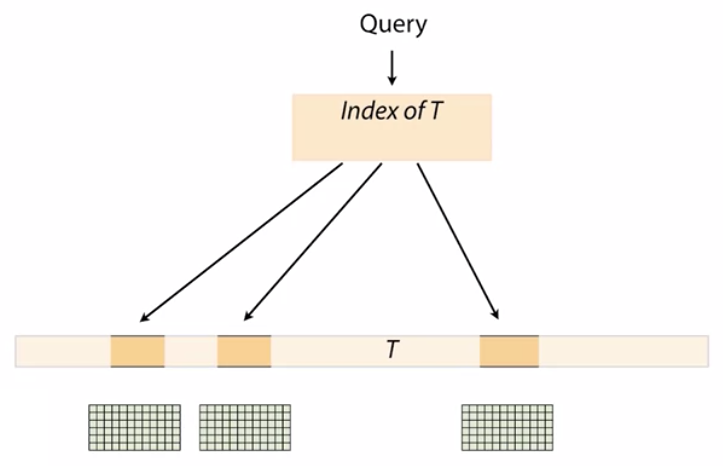 Query
Index of T
T